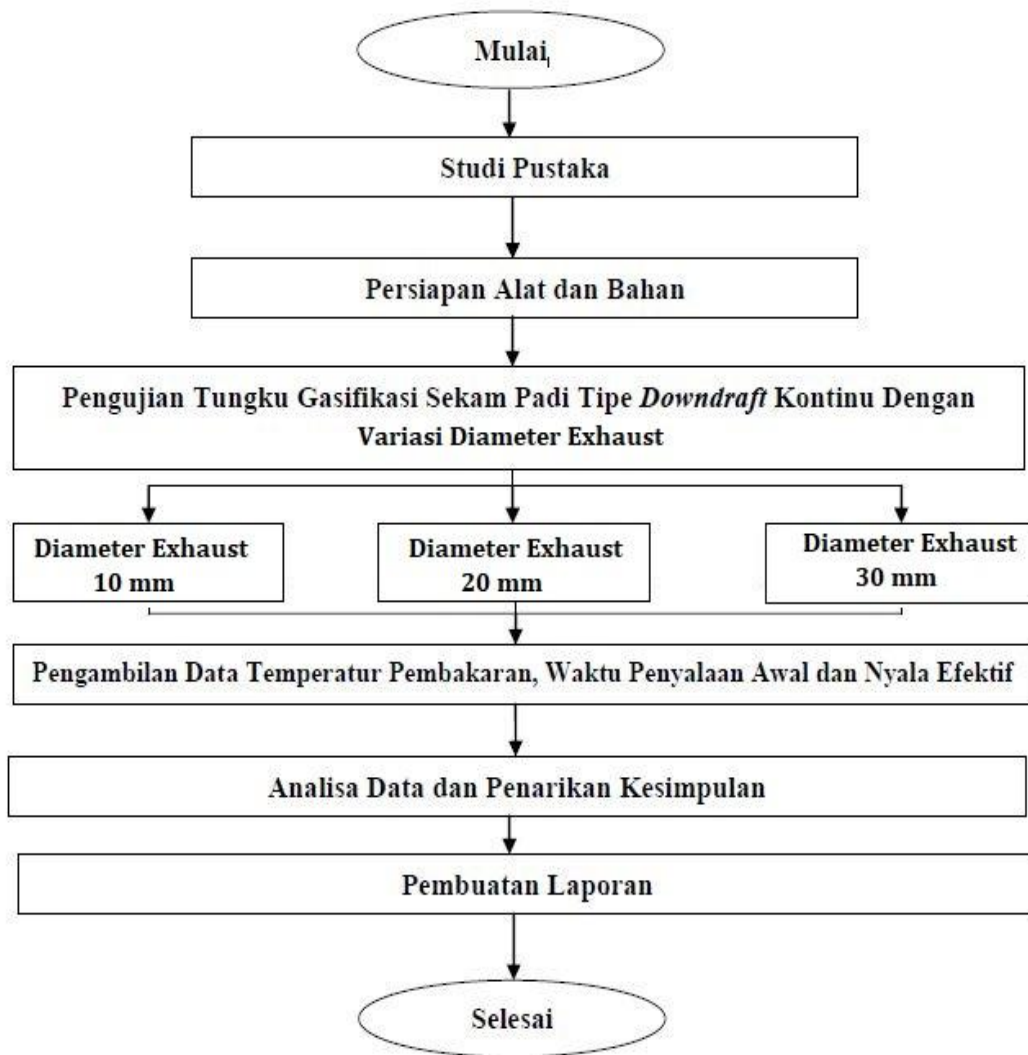 Mulai
Studi Pustaka
Persiapan Alat dan Bahan
Pengujian Tungku Gasifikasi Sekam Padi Tipe Downdraft Kontinu Dengan
Variasi Diameter Exhaust
Diameter Exhaust
10 mm
Diameter Exhaust
20 mm
Diameter Exhaust
30 mm
Pengambilan Data Temperatur Pembakaran, Waktu Penyalaan Awal dan Nyala Efektif
Analisa Data dan Penarikan Kesimpulan
Pembuatan Laporan
Selesai